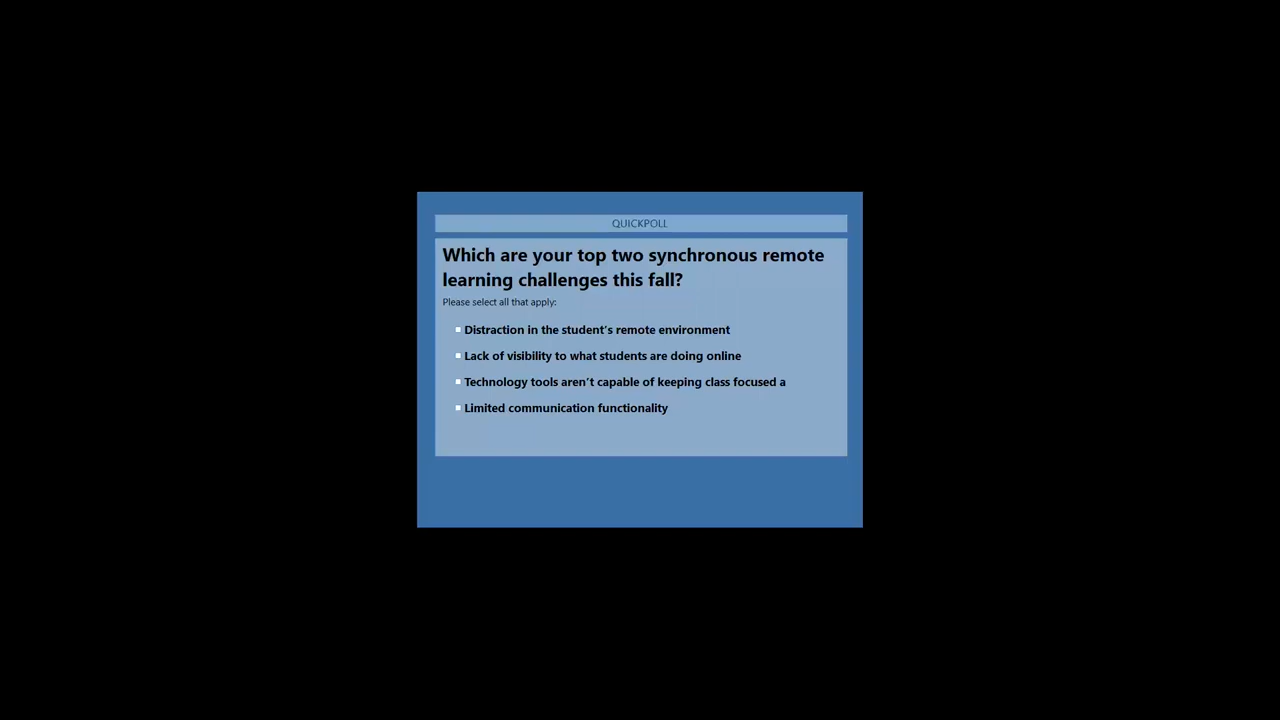 QUICKPOLL
Which are your top two synchronous remote
learning challenges this fall?
Please select all that apply:
Distraction in the student's remote environment
Lack of visibility to what students are doing online
Technology tools aren't capable of keeping class focused a
Limited communication functionality